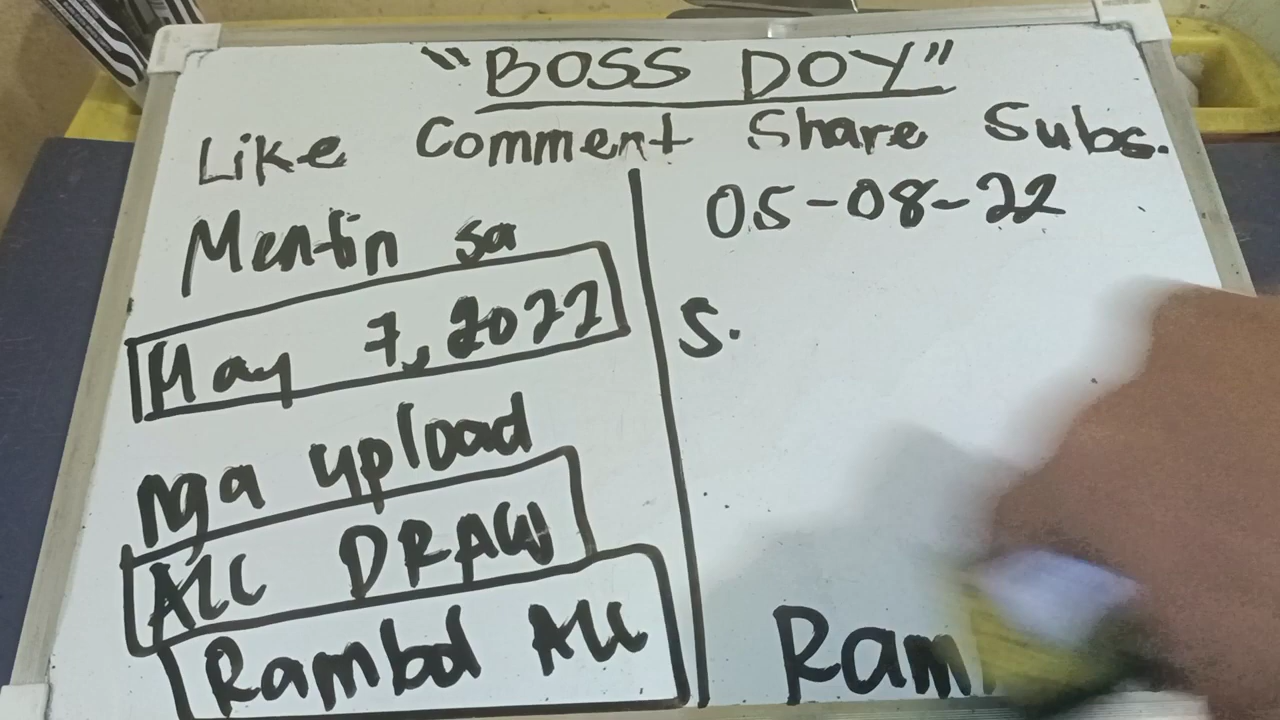 "BOSS DOY"
Like Comment Share Subs.
Mentin sa
May 7, 2022
nga upload
ALL DRAW
Rambol ALL
05-08-22
S.
Ram